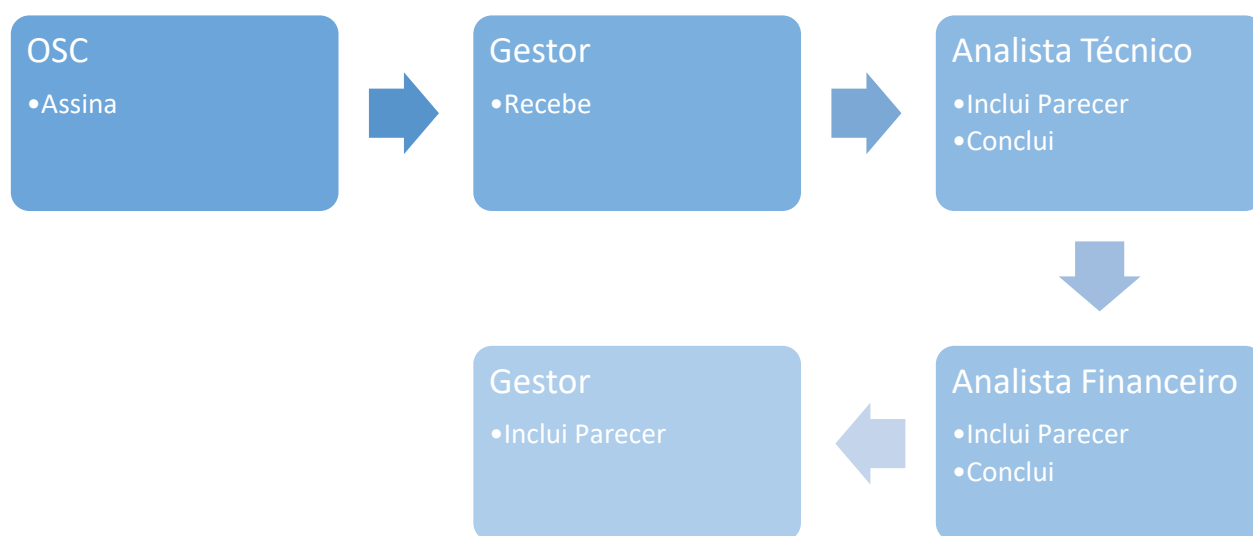 OSC
•Assina
Gestor
•Recebe
Analista Técnico
•Inclui Parecer
•Conclui
Analista Financeiro
•Inclui Parecer
•Conclui
Gestor
•Inclui Parecer